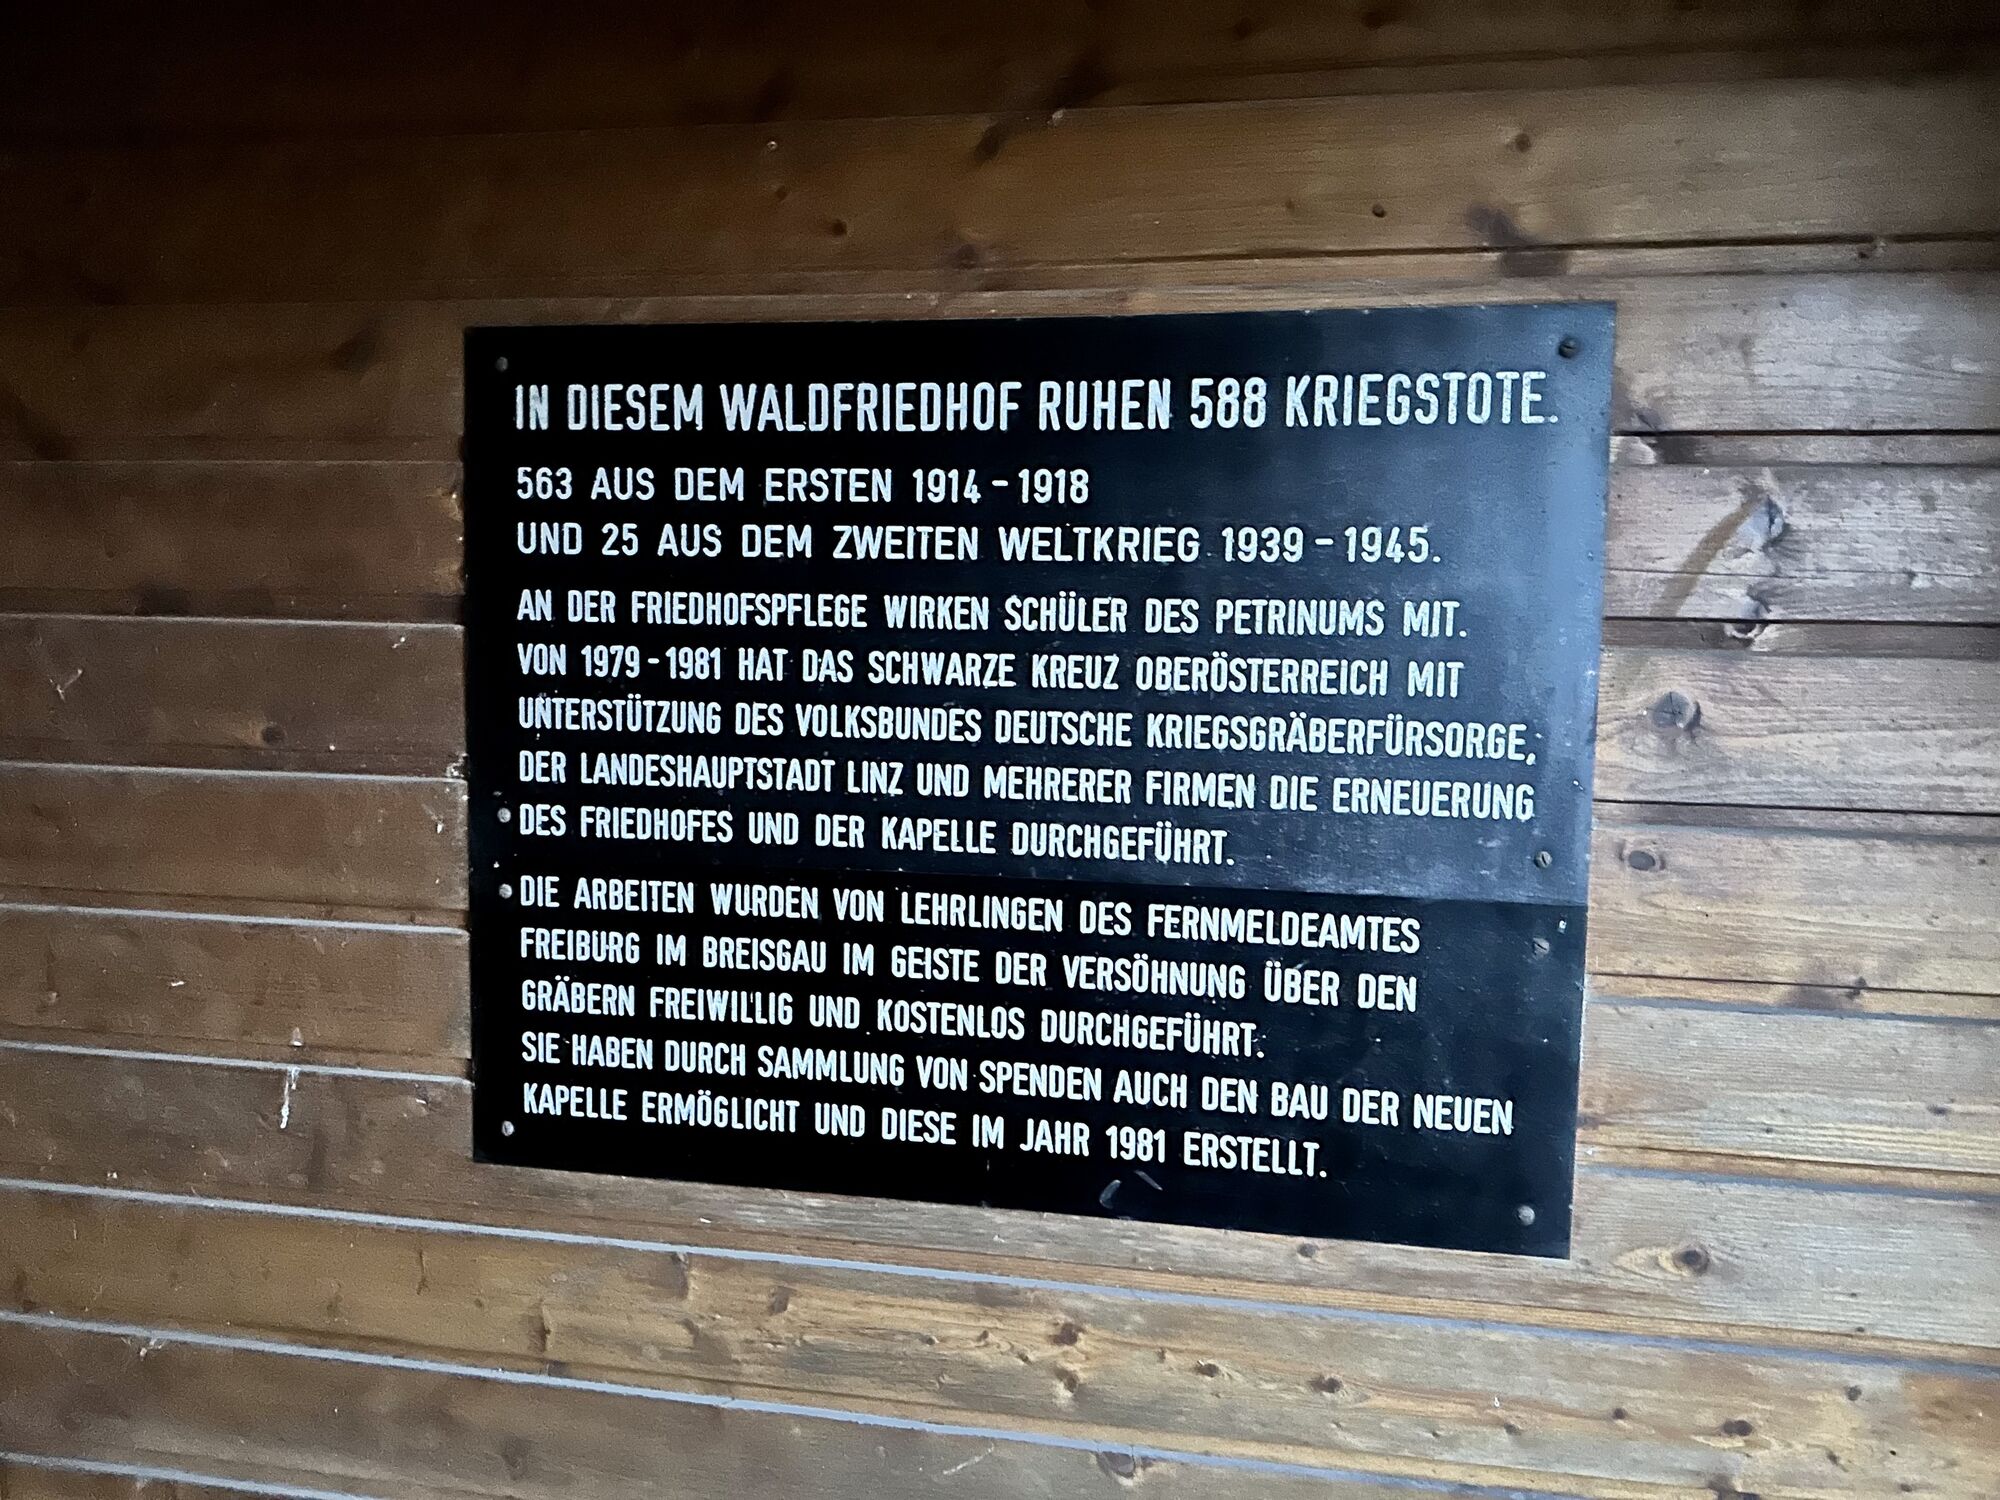 IN DIESEM WALDFRIEDHOF RUHEN 588 KRIEGSTOTE.
563 AUS DEM ERSTEN 1914-1918
UND 25 AUS DEM ZWEITEN WELTKRIEG 1939-1945.
AN DER FRIEDHOFSPFLEGE WIRKEN SCHÜLER DES PETRINUMS MIT.
VON 1979-1981 HAT DAS SCHWARZE KREUZ OBERÖSTERREICH MIT
UNTERSTÜTZUNG DES VOLKSBUNDES DEUTSCHE KRIEGSGRÄBERFÜRSORGE,
DER LANDESHAUPTSTADT LINZ UND MEHRERER FIRMEN DIE ERNEUERUNG
DES FRIEDHOFES UND DER KAPELLE DURCHGEFÜHRT.
DIE ARBEITEN WURDEN VON LEHRLINGEN DES FERNMELDEAMTES
FREIBURG IM BREISGAU IM GEISTE DER VERSÖHNUNG ÜBER DEN
GRÄBERN FREIWILLIG UND KOSTENLOS DURCHGEFÜHRT.
SIE HABEN DURCH SAMMLUNG VON SPENDEN AUCH DEN BAU DER NEUEN
KAPELLE ERMÖGLICHT UND DIESE IM JAHR 1981 ERSTELLT.